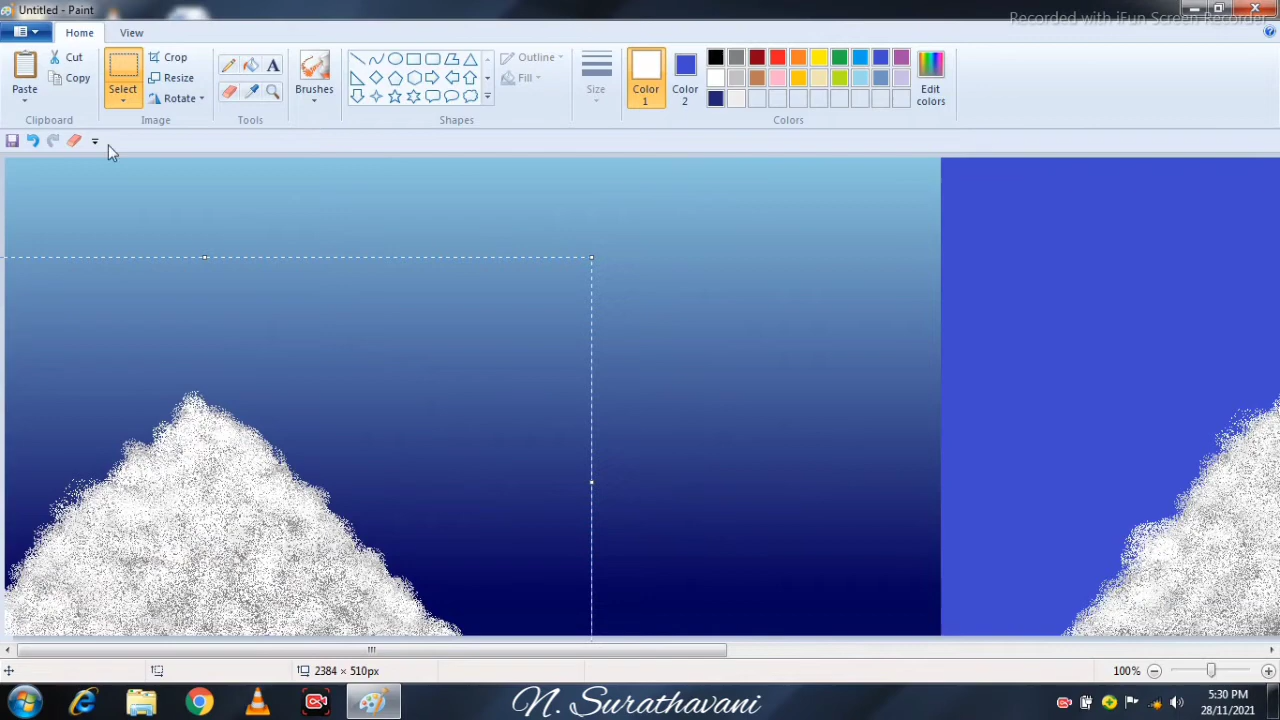 Untitled - Paint
Recorded with iFun Screen Recorder
Home
View
Paste
Cut
Copy
Clipboard
Select
Crop
Resize
Rotate
Image
A
Tools
Brushes
Outline
Fill
Shapes
Size
Color
1
Color
2
Edit
colors
Colors
2384 × 510px
100%
N. Surathavani
5:30 PM
28/11/2021